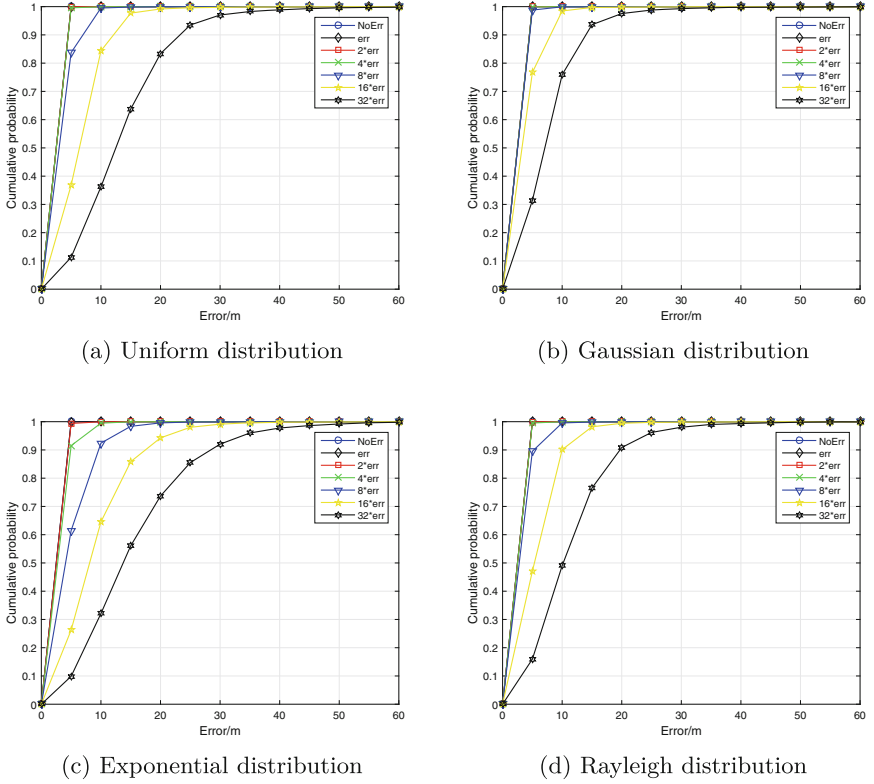 1
0.9
0.8
0.7
0.6
0.5
0.4
0.3
0.2
0.1
0
Cumulative probability
0 10 20 30 40 50 60
Error/m
NoErr
err
2*err
4*err
8*err
16*err
32*err
(a) Uniform distribution
1
0.9
0.8
0.7
0.6
0.5
0.4
0.3
0.2
0.1
0
Cumulative probability
0 10 20 30 40 50 60
Error/m
NoErr
err
2*err
4*err
8*err
16*err
32*err
(b) Gaussian distribution
1
0.9
0.8
0.7
0.6
0.5
0.4
0.3
0.2
0.1
0
Cumulative probability
0 10 20 30 40 50 60
Error/m
NoErr
err
2*err
4*err
8*err
16*err
32*err
(c) Exponential distribution
1
0.9
0.8
0.7
0.6
0.5
0.4
0.3
0.2
0.1
0
Cumulative probability
0 10 20 30 40 50 60
Error/m
NoErr
err
2*err
4*err
8*err
16*err
32*err
(d) Rayleigh distribution